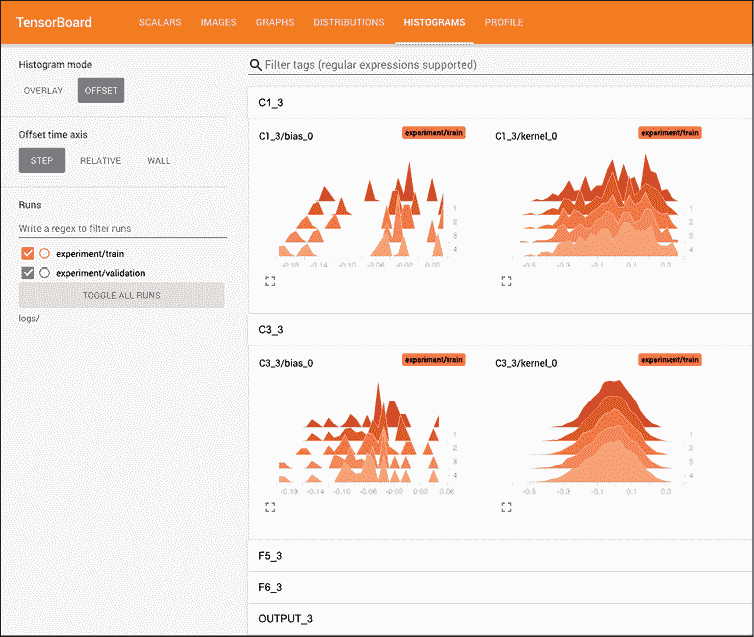 TensorBoard SCALARS IMAGES GRAPHS DISTRIBUTIONS HISTOGRAMS PROFILE
Histogram mode
OVERLAY OFFSET
Offset time axis
STEP RELATIVE WALL
Runs
Write a regex to filter runs
experiment/train
experiment/validation
TOGGLE ALL RUNS
logs/
Filter tags (regular expressions supported)
C1_3
C1_3/bias_0 experiment/train
1
2
3
4
-0.18 -0.14 -0.10 -0.06 -0.02 0.02
C1_3/kernel_0 experiment/train
1
2
3
4
-0.5 -0.3 -0.1 0.1 0.3
C3_3
C3_3/bias_0 experiment/train
1
2
3
4
-0.18 -0.14 -0.10 -0.06 -0.02 0.02 0.06
C3_3/kernel_0 experiment/train
1
2
3
4
-0.5 -0.3 -0.1 0.1 0.3
F5_3
F6_3
OUTPUT_3